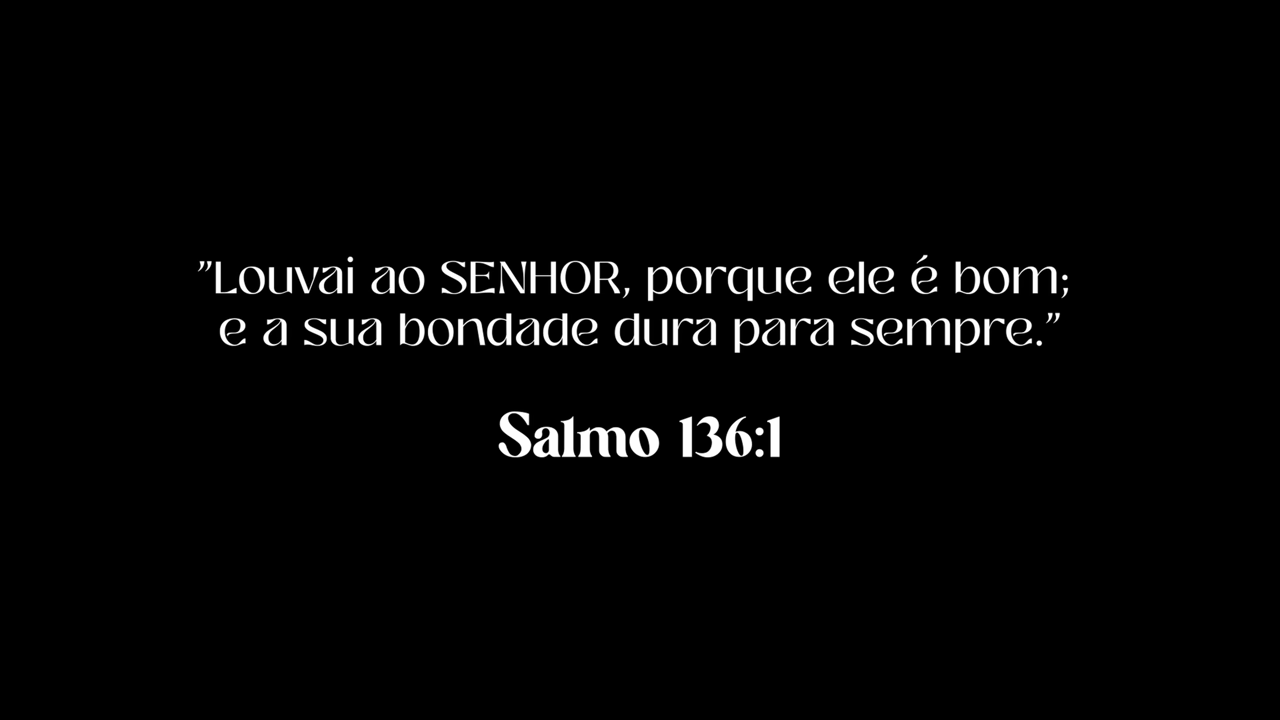 ”Louvai ao SENHOR, porque ele é bom;
e a sua bondade dura para sempre.”
Salmo 136:1